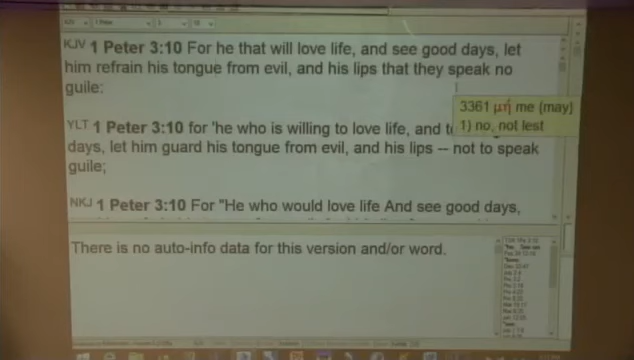 KJV 1 Peter 3:10 For he that will love life, and see good days, let
him refrain his tongue from evil, and his lips that they speak no
guile:
3361 μή me (may)
1) no, not lest
YLT 1 Peter 3:10 for 'he who is willing to love life, and to
days, let him guard his tongue from evil, and his lips -- not to speak
guile;
NKJ 1 Peter 3:10 For "He who would love life And see good days,
There is no auto-info data for this version and/or word.